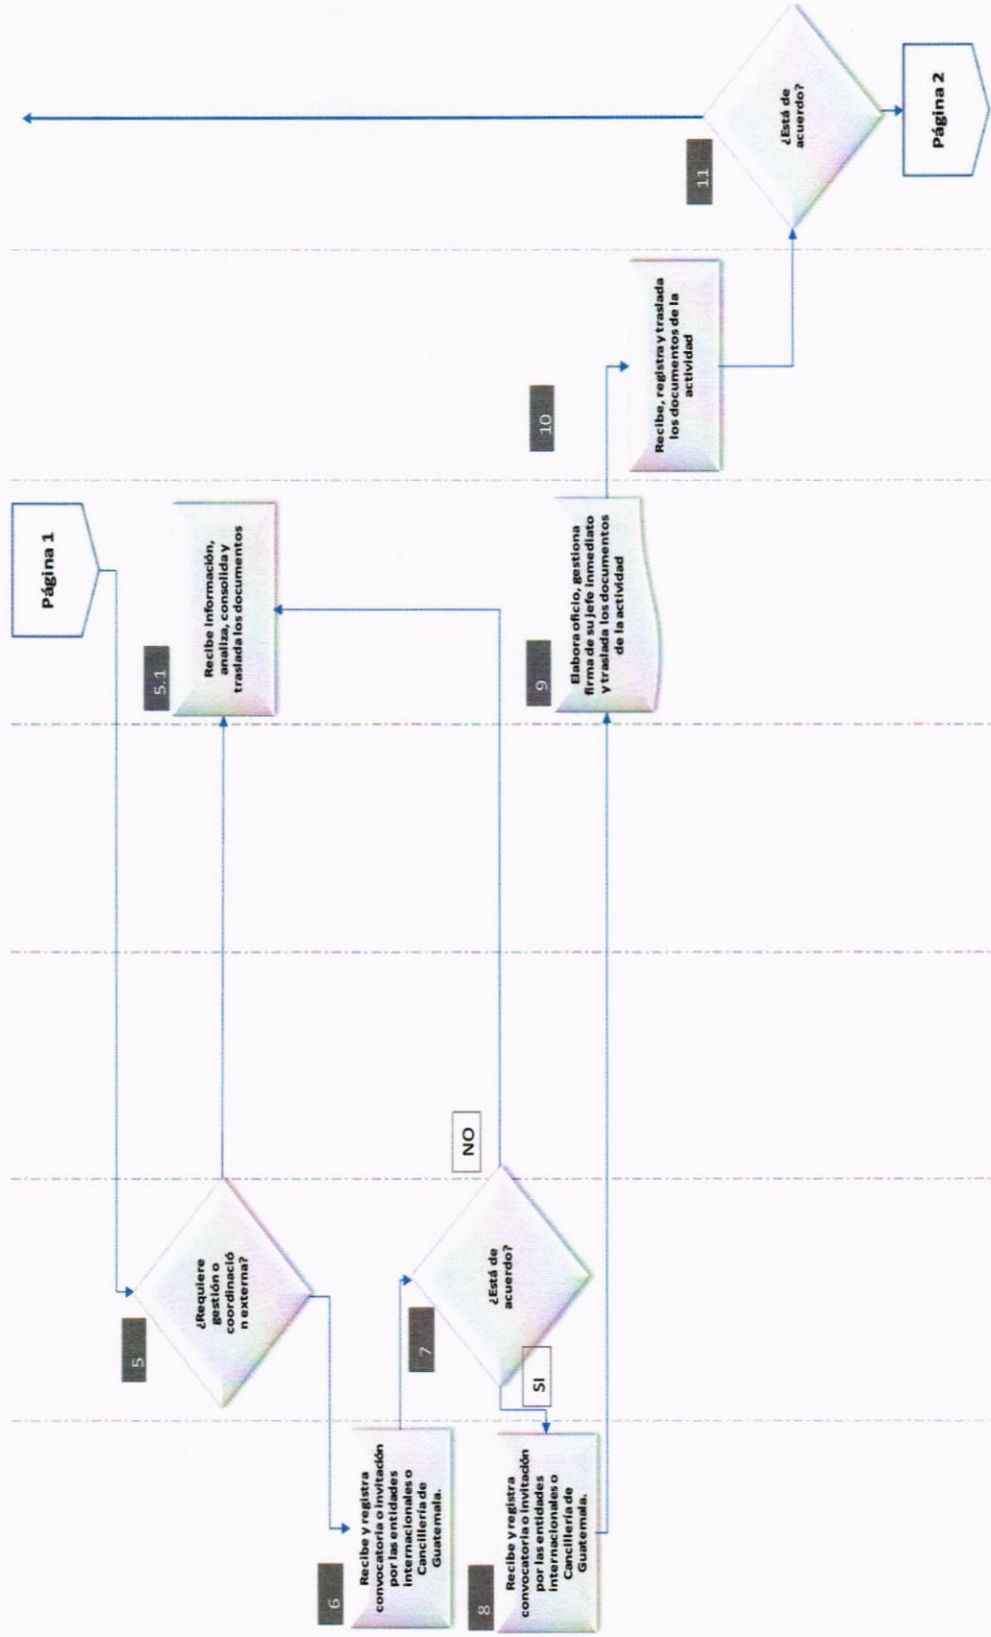 Página 1
5
¿Requiere
gestión o
coordinació
n externa?
5.1
Recibe información,
analiza, consolida y
traslada los documentos
6
Recibe y registra
convocatoria o invitación
por las entidades
internacionales o
Cancillería de
Guatemala.
7
¿Está de
acuerdo?
NO
SI
8
Recibe y registra
convocatoria o invitación
por las entidades
internacionales o
Cancillería de
Guatemala.
9
Elabora oficio, gestiona
firma de su jefe inmediato
y traslada los documentos
de la actividad
10
Recibe, registra y traslada
los documentos de la
actividad
11
¿Está de
acuerdo?
Página 2